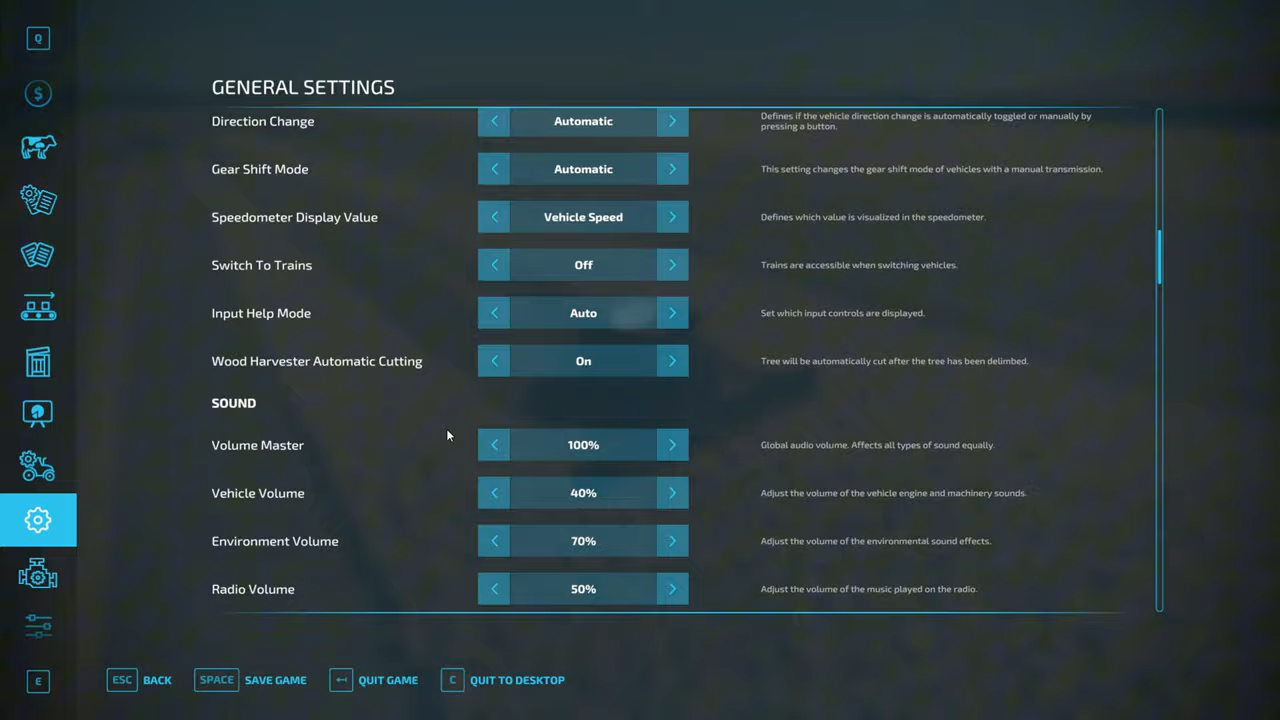 Q
GENERAL SETTINGS
Direction Change
Automatic
Defines if the vehicle direction change is automatically toggled or manually by
pressing a button.
Gear Shift Mode
Automatic
This setting changes the gear shift mode of vehicles with a manual transmission.
Speedometer Display Value
Vehicle Speed
Defines which value is visualized in the speedometer.
Switch To Trains
Off
Trains are accessible when switching vehicles.
Input Help Mode
Auto
Set which input controls are displayed.
Wood Harvester Automatic Cutting
On
Tree will be automatically cut after the tree has been delimbed.
SOUND
Volume Master
100%
Global audio volume. Affects all types of sound equally.
Vehicle Volume
40%
Adjust the volume of the vehicle engine and machinery sounds.
Environment Volume
70%
Adjust the volume of the environmental sound effects.
Radio Volume
50%
Adjust the volume of the music played on the radio.
E
ESC BACK SPACE SAVE GAME QUIT GAME C QUIT TO DESKTOP